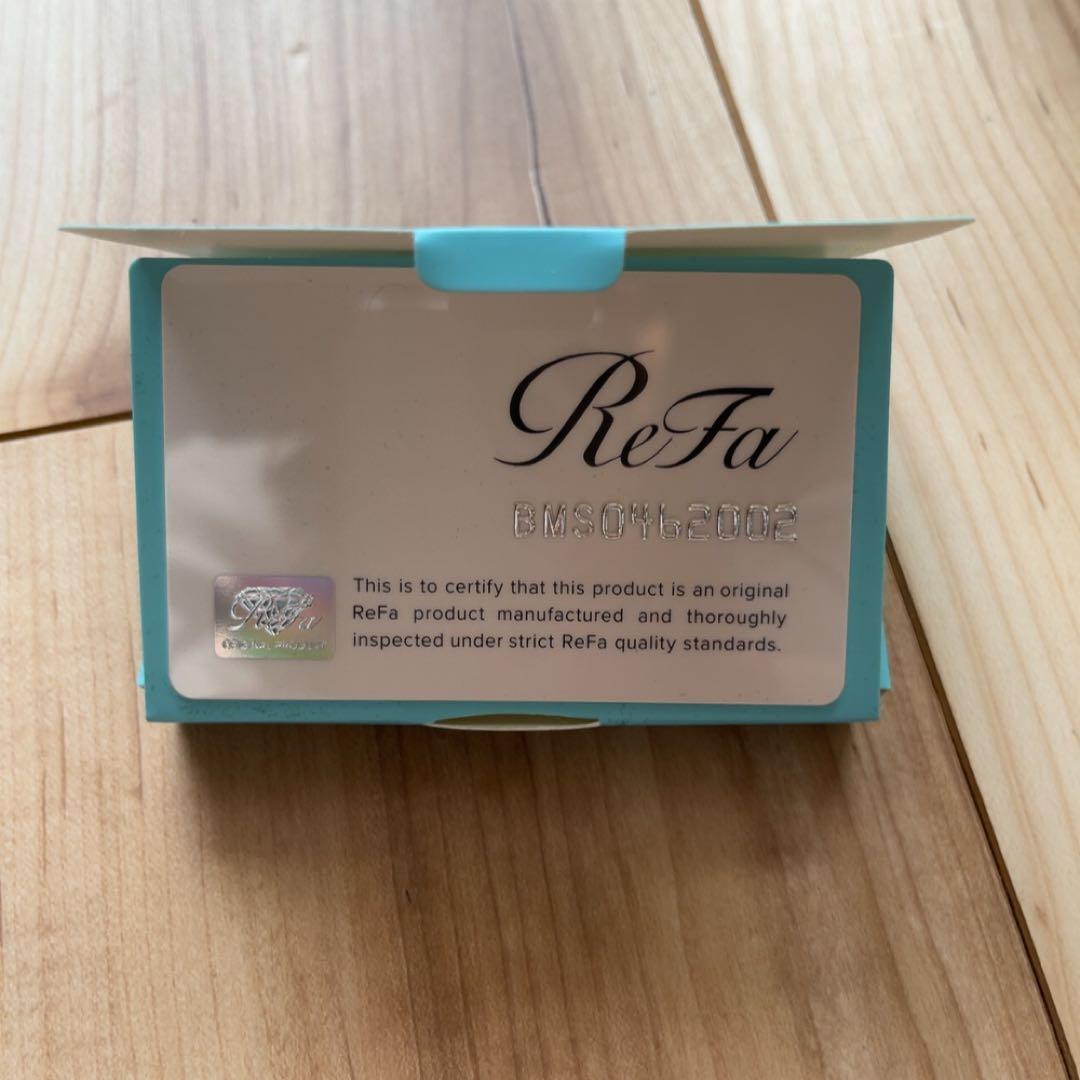 ReFa
BMS0462002
This is to certify that this product is an original
ReFa product manufactured and thoroughly
inspected under strict ReFa quality standards.
ReFa